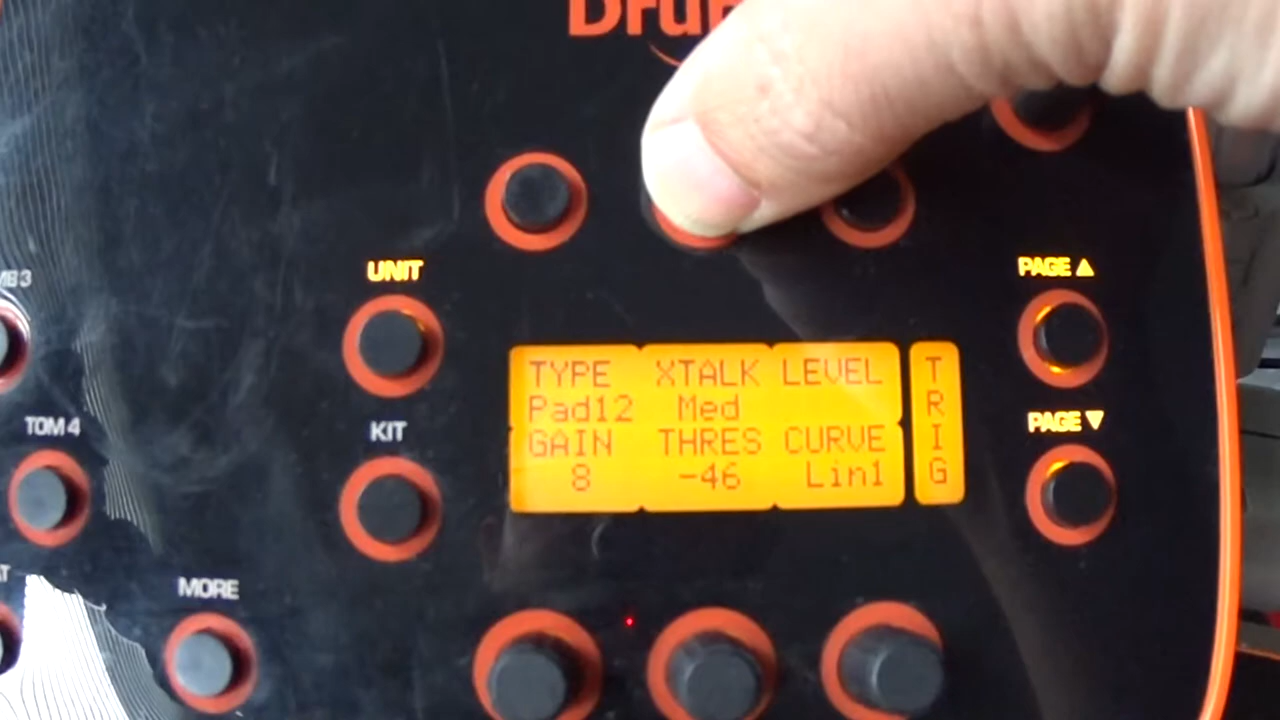 UNIT
PAGE ▲
TYPE XTALK LEVEL
Pad12 Med
GAIN THRES CURVE
8 -46 Lin1
TRIG
KIT
PAGE ▼
TOM 4
MORE